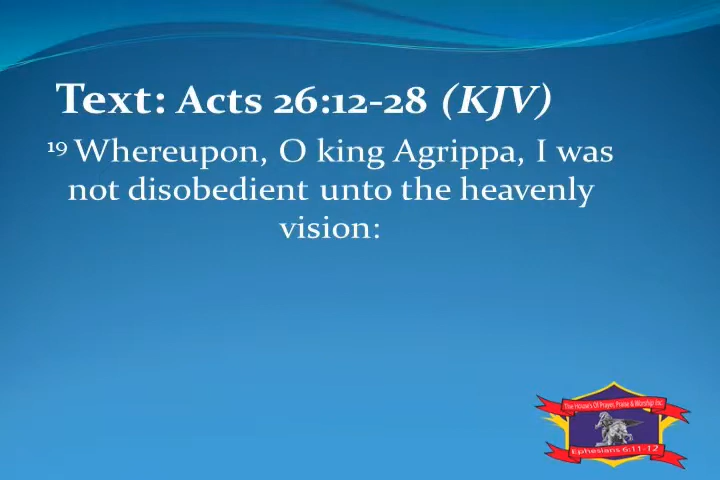 Text: Acts 26:12-28 (KJV)
19 Whereupon, O king Agrippa, I was
not disobedient unto the heavenly
vision:
The House's Of Prayer, Praise & Worship Inc.
Ephesians 6:11-12